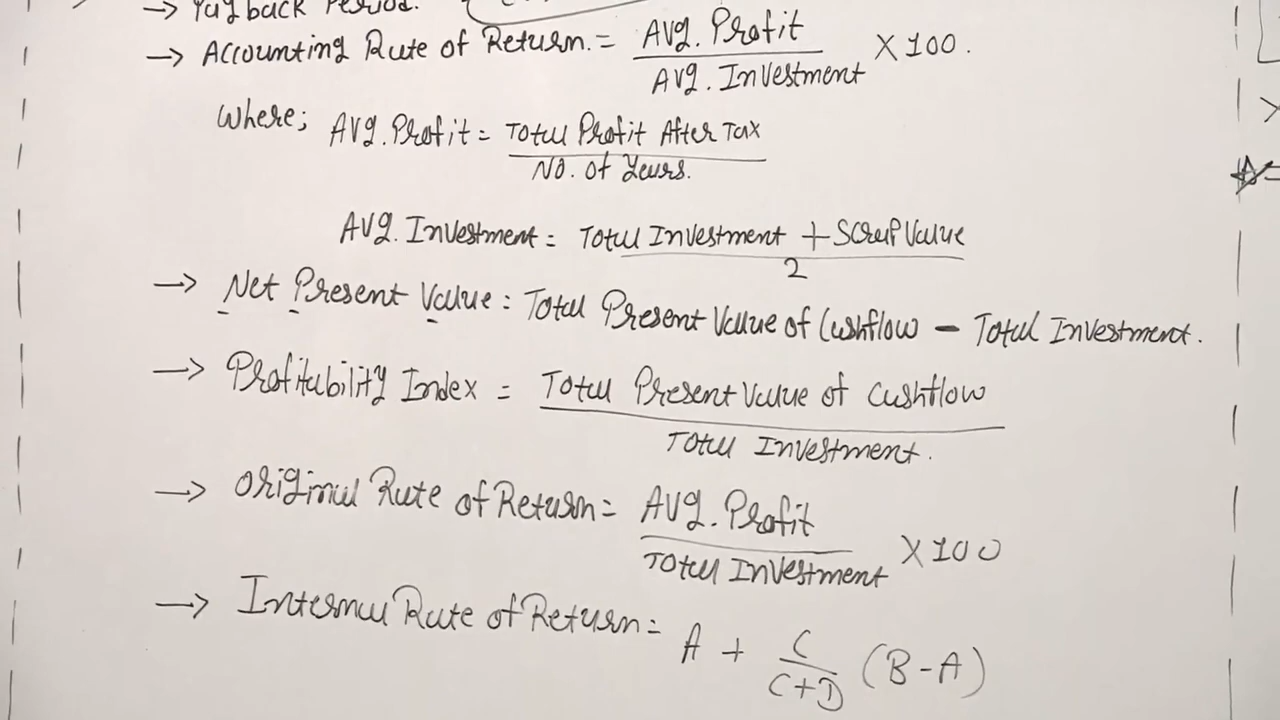 → Payback Period.
→ Accounting Rate of Return. = Avg. Profit / Avg. Investment X 100.
Where; Avg. Profit = Total Profit After Tax / No. of Years.
Avg. Investment = Total Investment + Scrap Value / 2
→ Net Present Value = Total Present Value of Cashflow - Total Investment.
→ Profitability Index = Total Present Value of Cashflow / Total Investment.
→ Original Rate of Return = Avg. Profit / Total Investment X 100
→ Internal Rate of Return = A + C / C+D (B-A)